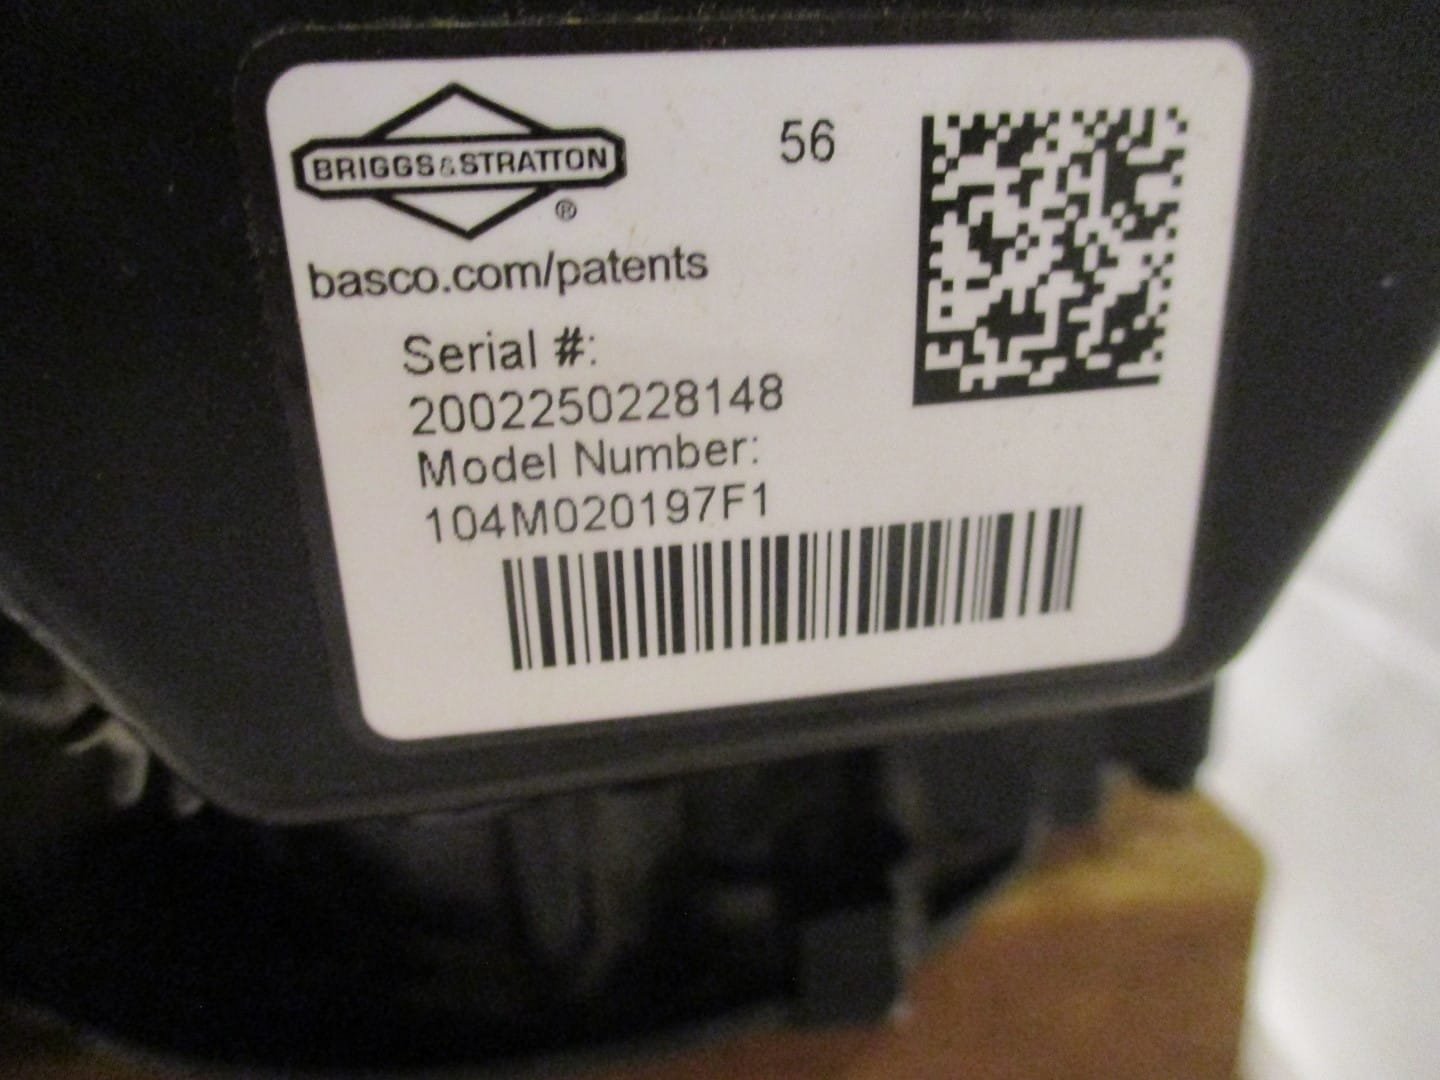 BRIGGS&STRATTON
®
56
basco.com/patents
Serial #:
2002250228148
Model Number:
104M020197F1